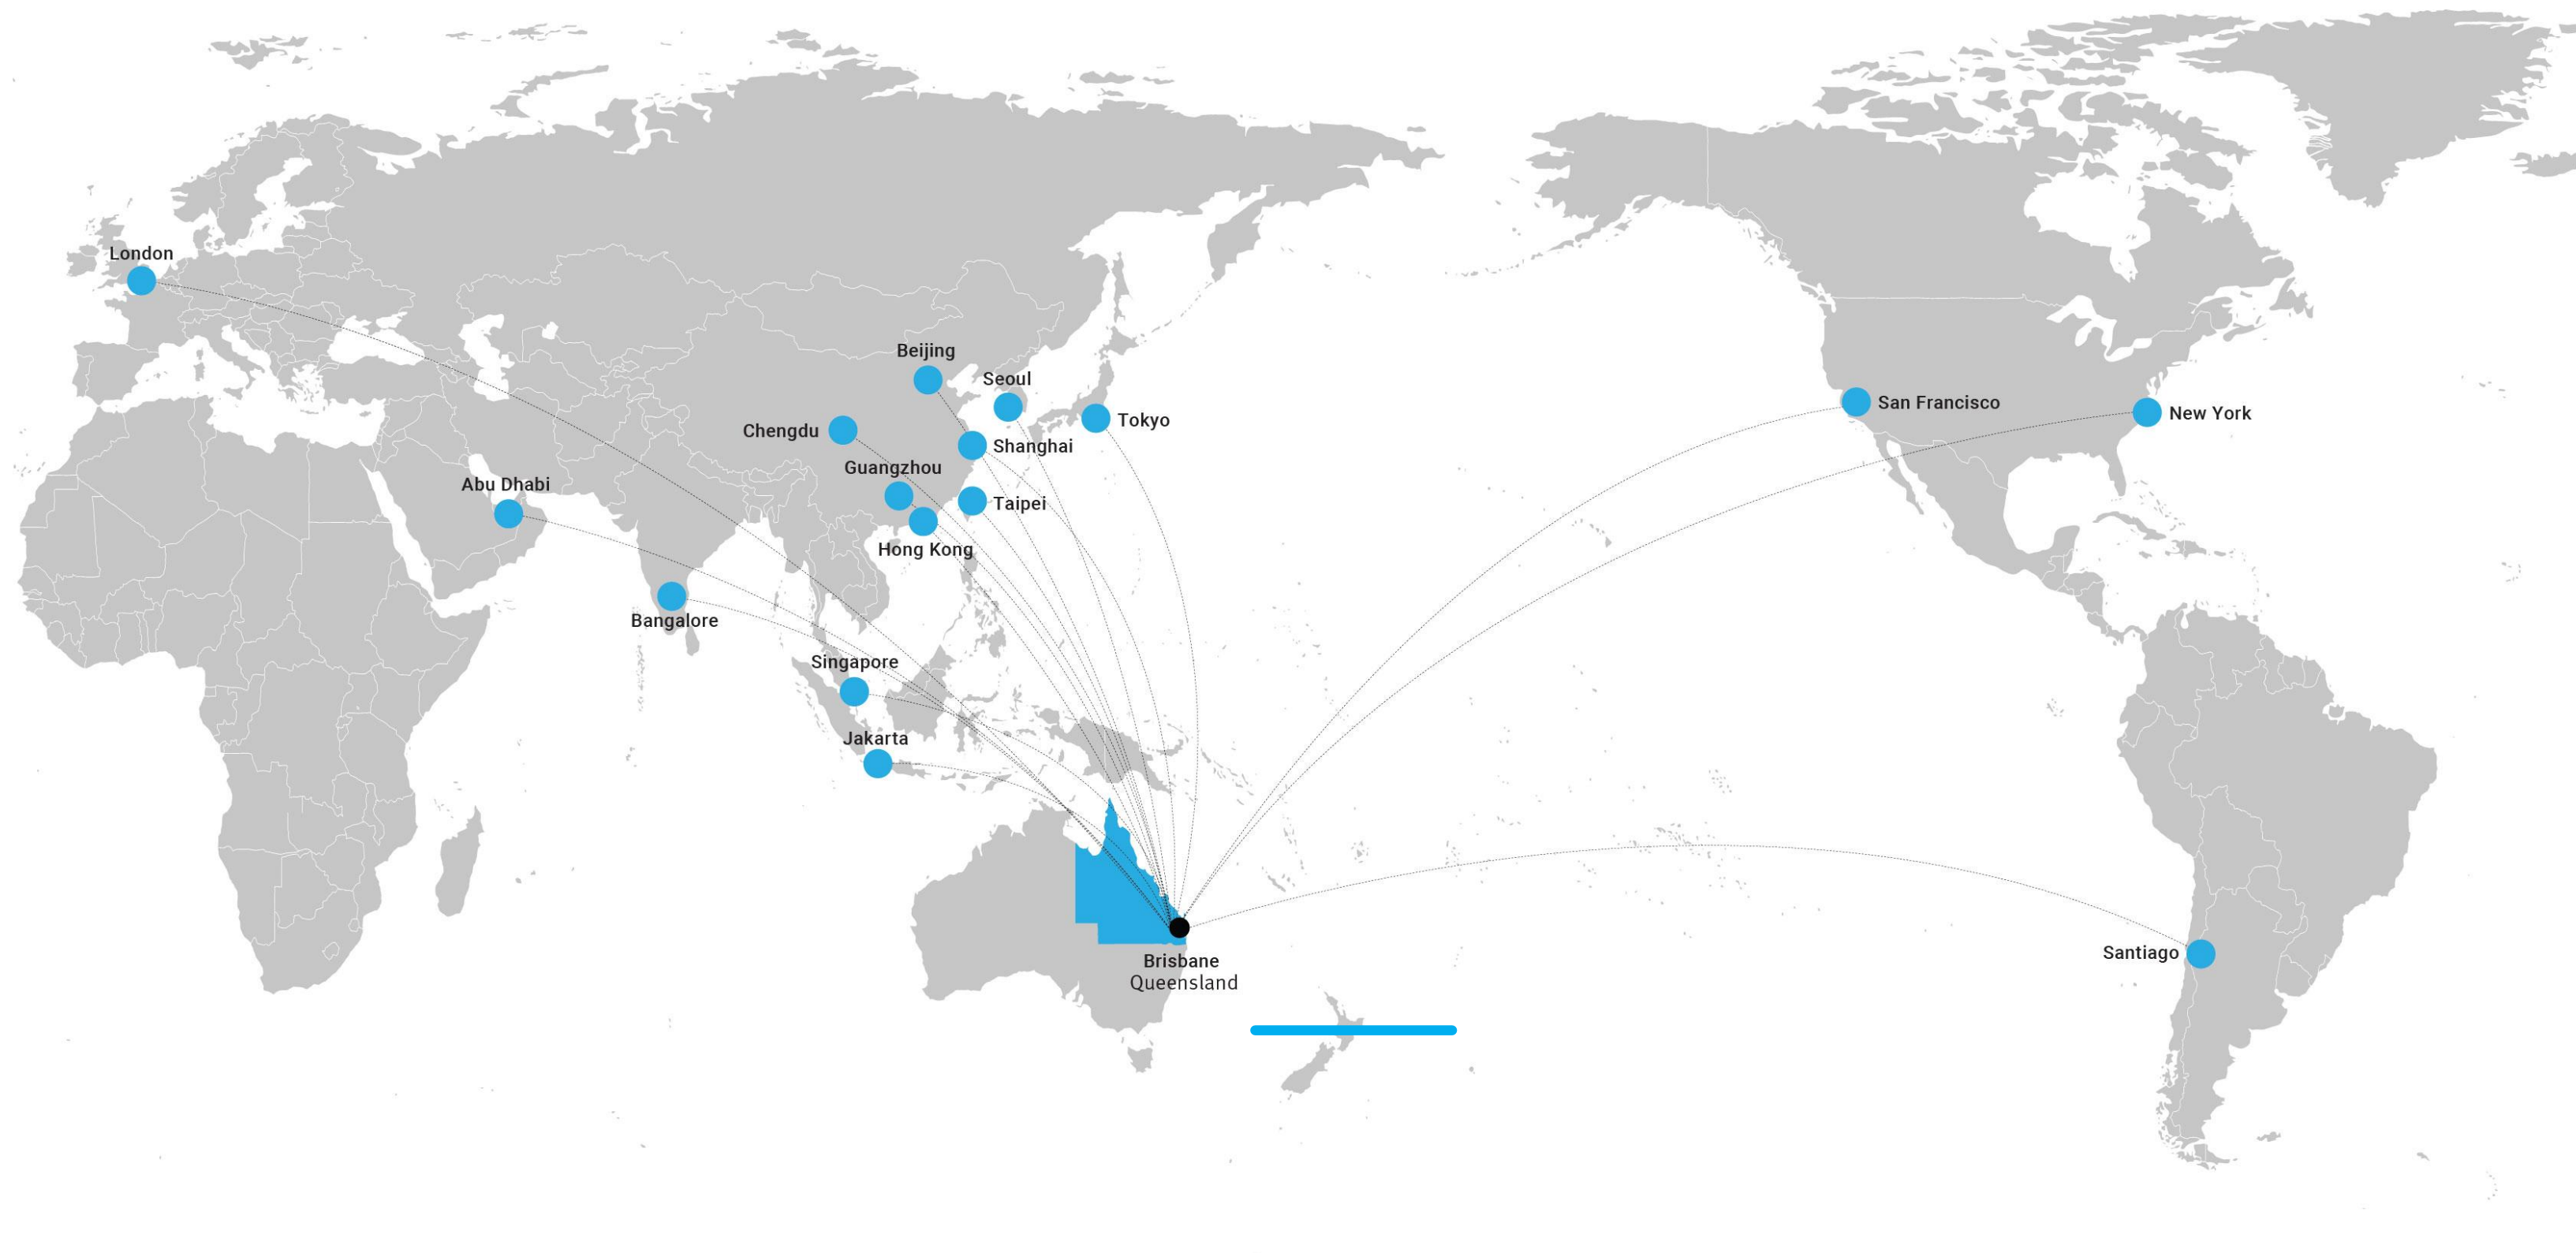 London
Beijing
Seoul
San Francisco
New York
Tokyo
Chengdu
Shanghai
Guangzhou
Abu Dhabi
Taipei
Hong Kong
Bangalore
Singapore
Jakarta
Santiago
Brisbane
Queensland